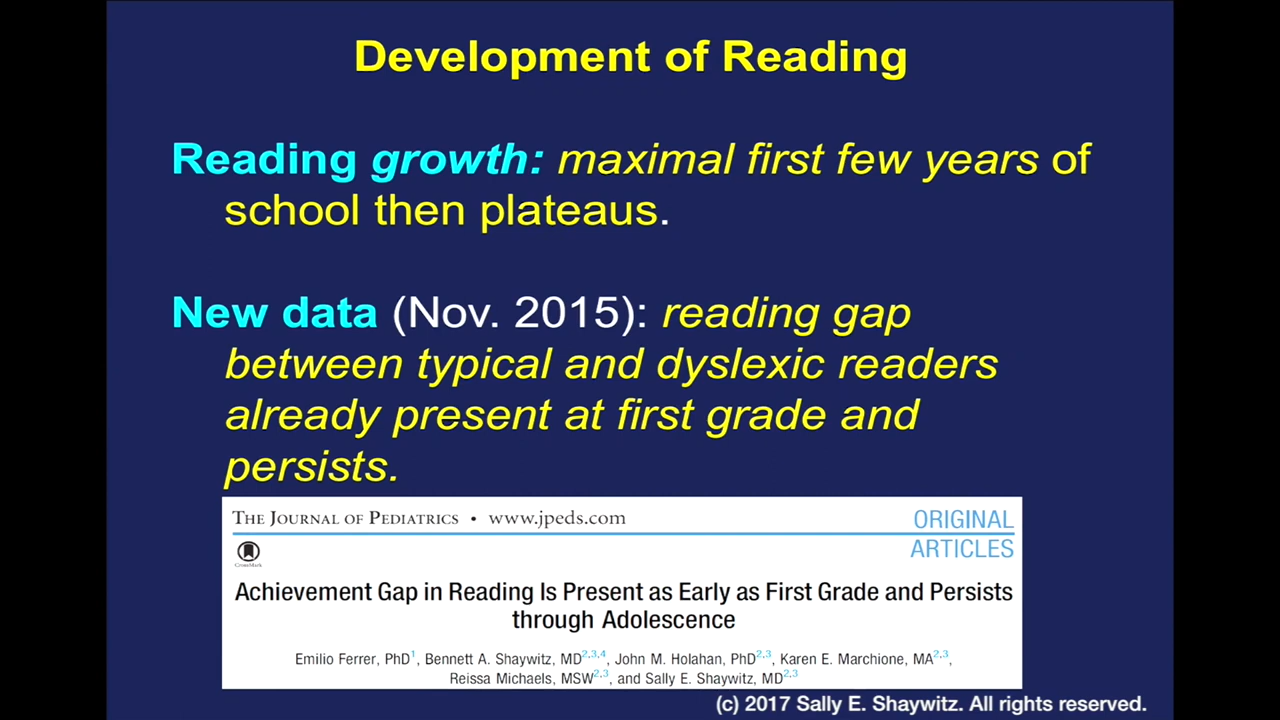 Development of Reading
Reading growth: maximal first few years of
school then plateaus.
New data (Nov. 2015): reading gap
between typical and dyslexic readers
already present at first grade and
persists.
THE JOURNAL OF PEDIATRICS • www.jpeds.com
ORIGINAL
ARTICLES
CrossMark
Achievement Gap in Reading Is Present as Early as First Grade and Persists
through Adolescence
Emilio Ferrer, PhD1, Bennett A. Shaywitz, MD2,3,4, John M. Holahan, PhD2,3, Karen E. Marchione, MA2,3,
Reissa Michaels, MSW2,3, and Sally E. Shaywitz, MD2,3
(c) 2017 Sally E. Shaywitz. All rights reserved.